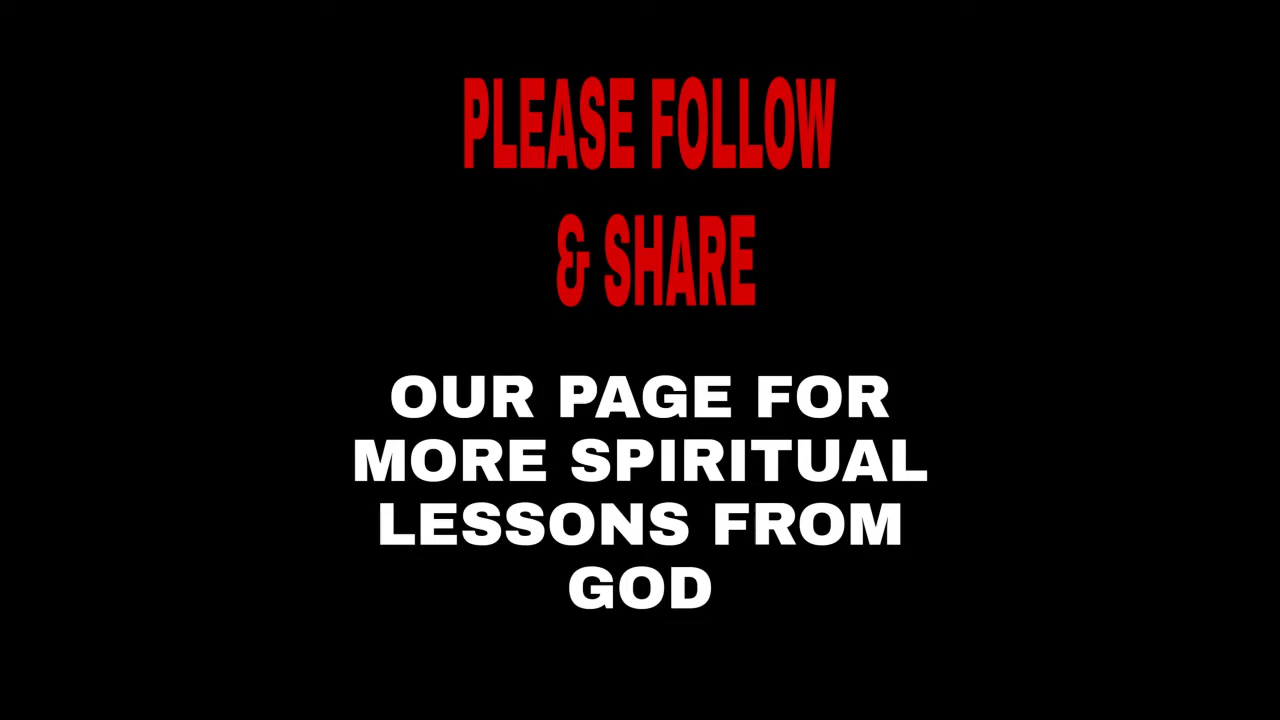 PLEASE FOLLOW
& SHARE
OUR PAGE FOR
MORE SPIRITUAL
LESSONS FROM
GOD